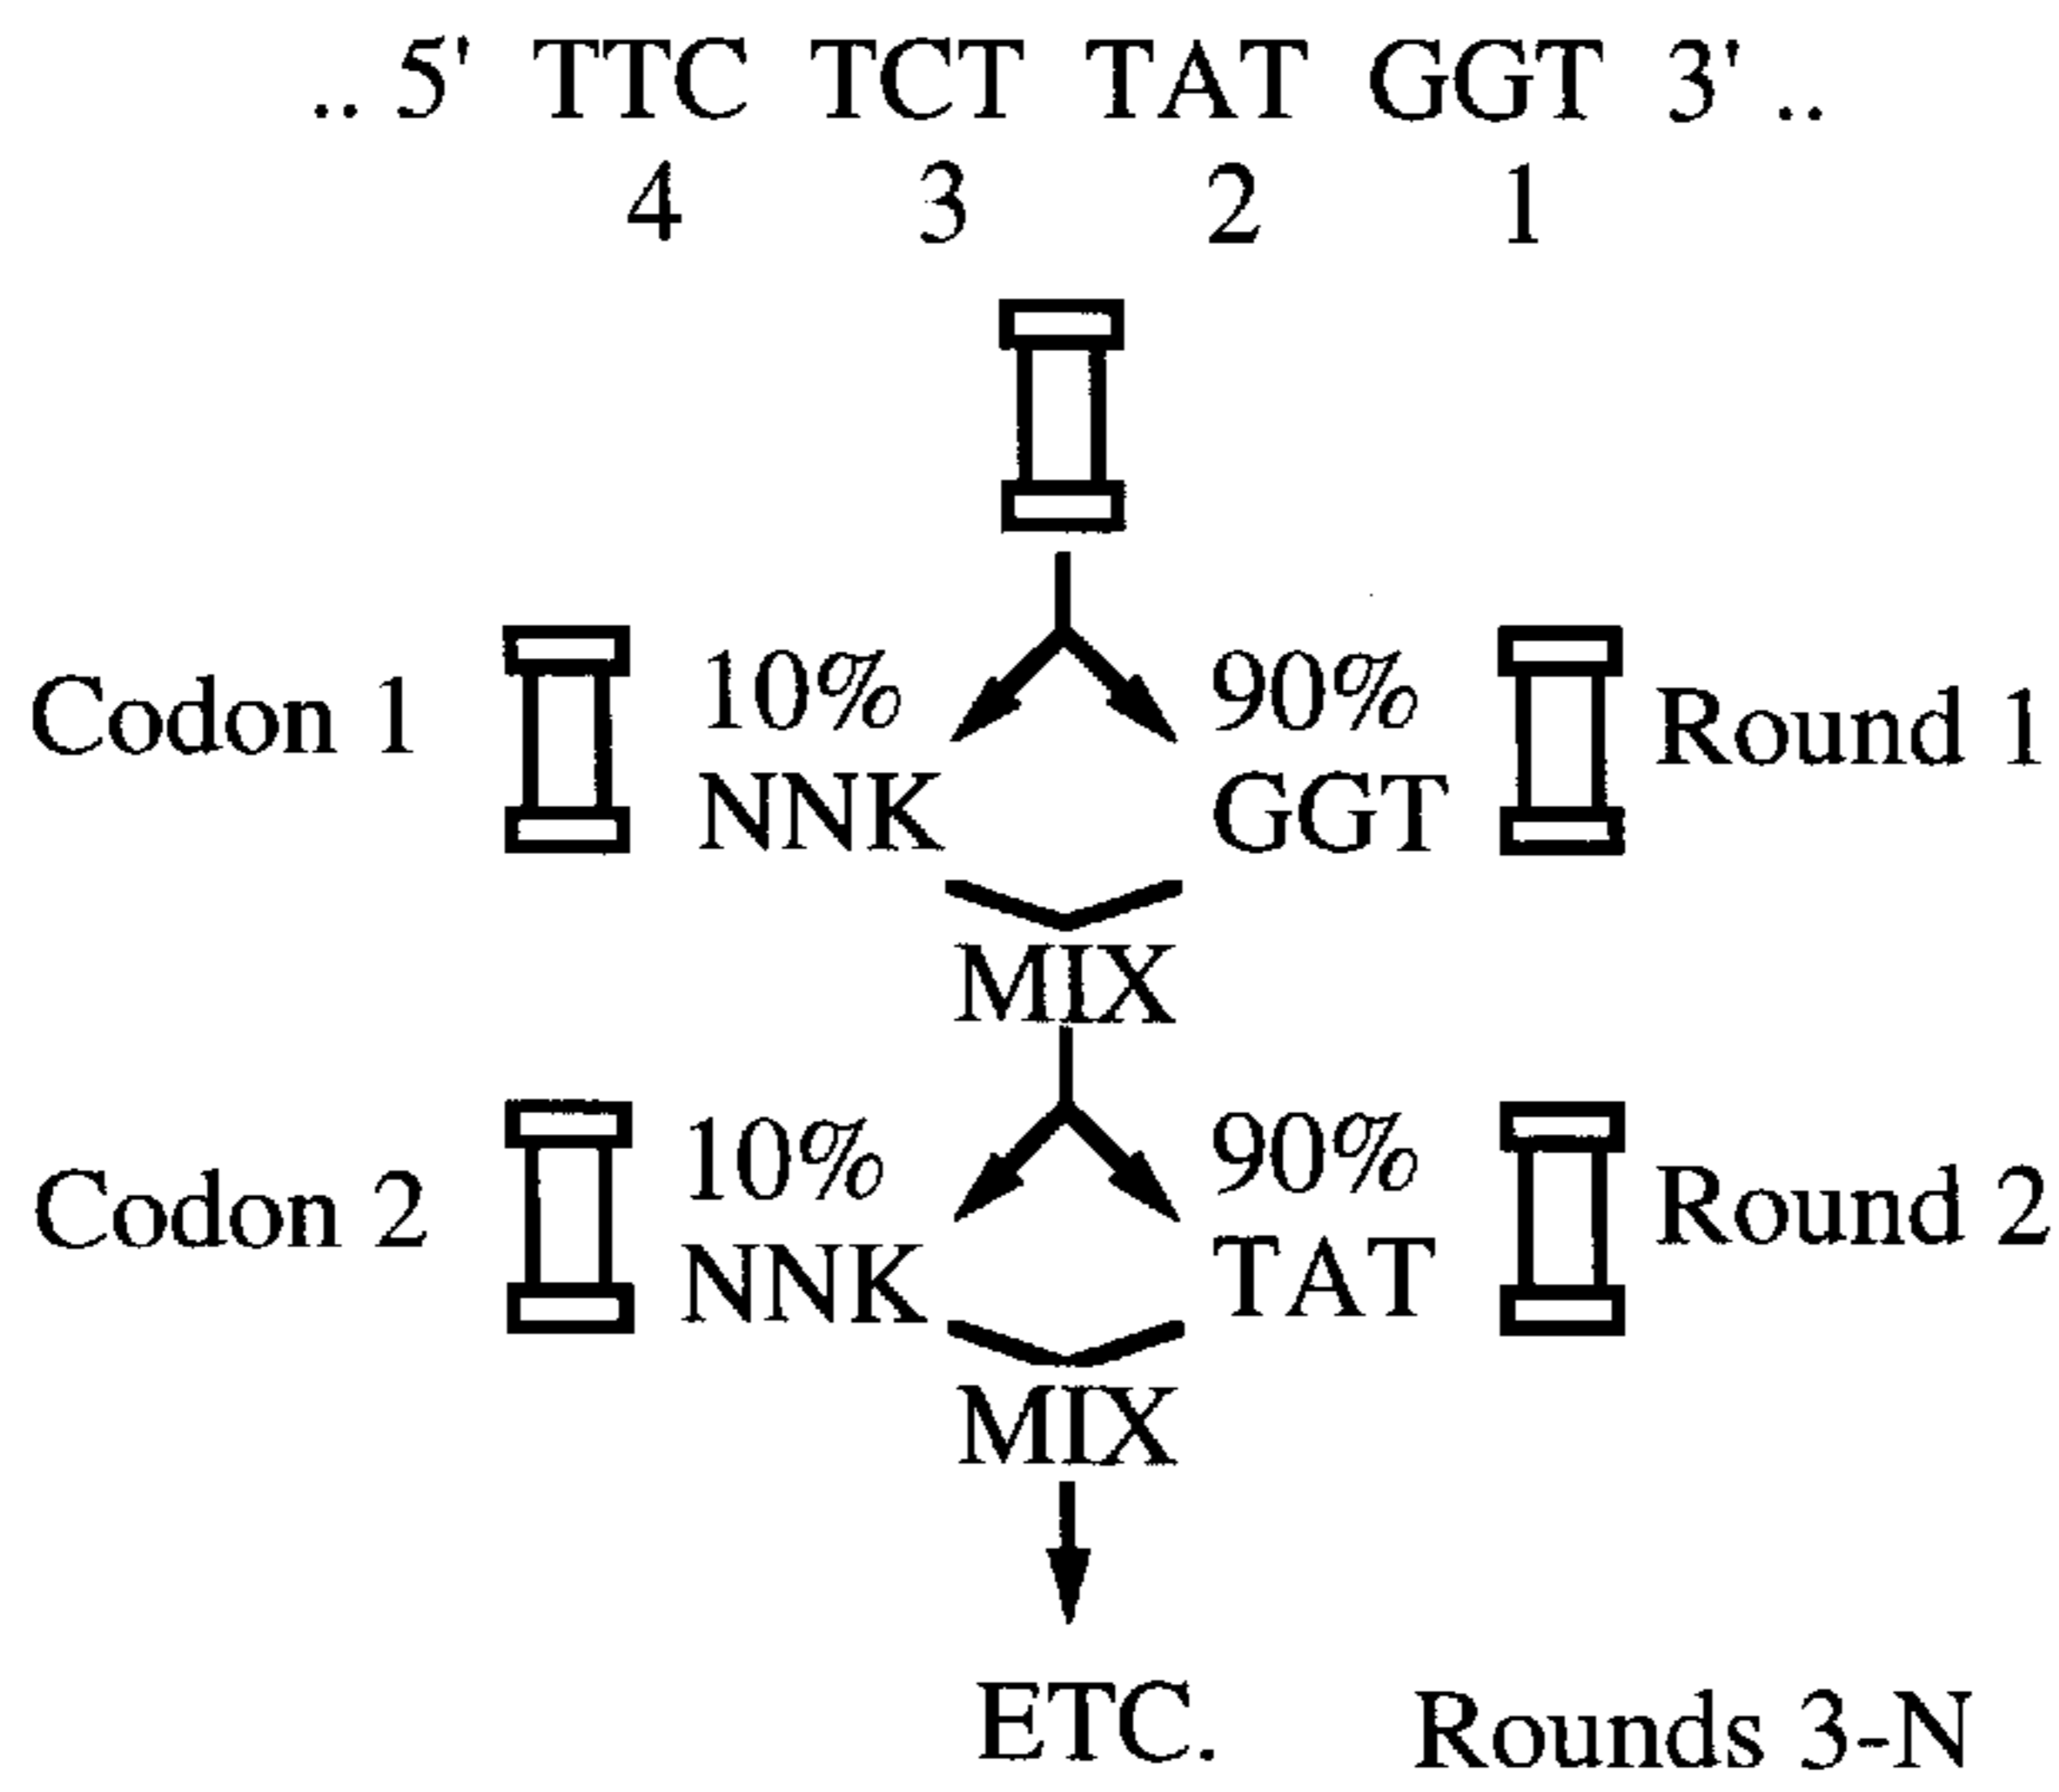 .. 5' TTC TCT TAT GGT 3' ..
4 3 2 1
10% 90%
Codon 1 Round 1
NNK GGT
MIX
10% 90%
Codon 2 Round 2
NNK TAT
MIX
ETC. Rounds 3-N